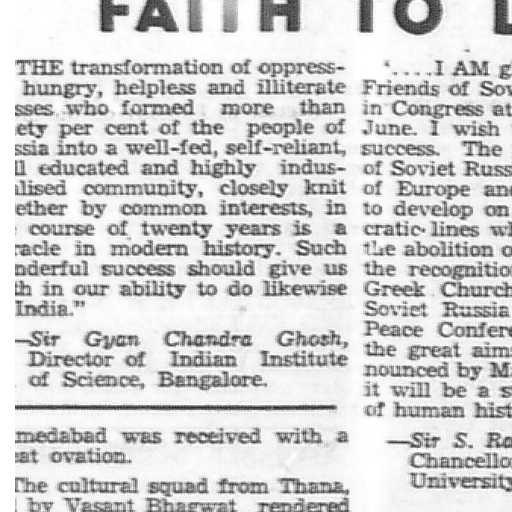 FAITH TO
THE transformation of oppress-
hungry, helpless and illiterate
sses who formed more than
ety per cent of the people of
ssia into a well-fed, self-reliant,
ll educated and highly indus-
alised community, closely knit
ether by common interests, in
course of twenty years is a
racle in modern history. Such
nderful success should give us
th in our ability to do likewise
India."
—Sir Gyan Chandra Ghosh,
Director of Indian Institute
of Science, Bangalore.
medabad was received with a
at ovation.
The cultural squad from Thana,
by Vasant Bhagwat rendered
'....I AM g
Friends of Sov
in Congress at
June. I wish
success. The
of Soviet Russ
of Europe and
to develop on
cratic lines wh
the abolition o
the recognition
Greek Church
Soviet Russia
Peace Confere
the great aim
nounced by M
it will be a s
of human hist
—Sir S. Ra
Chancello
University